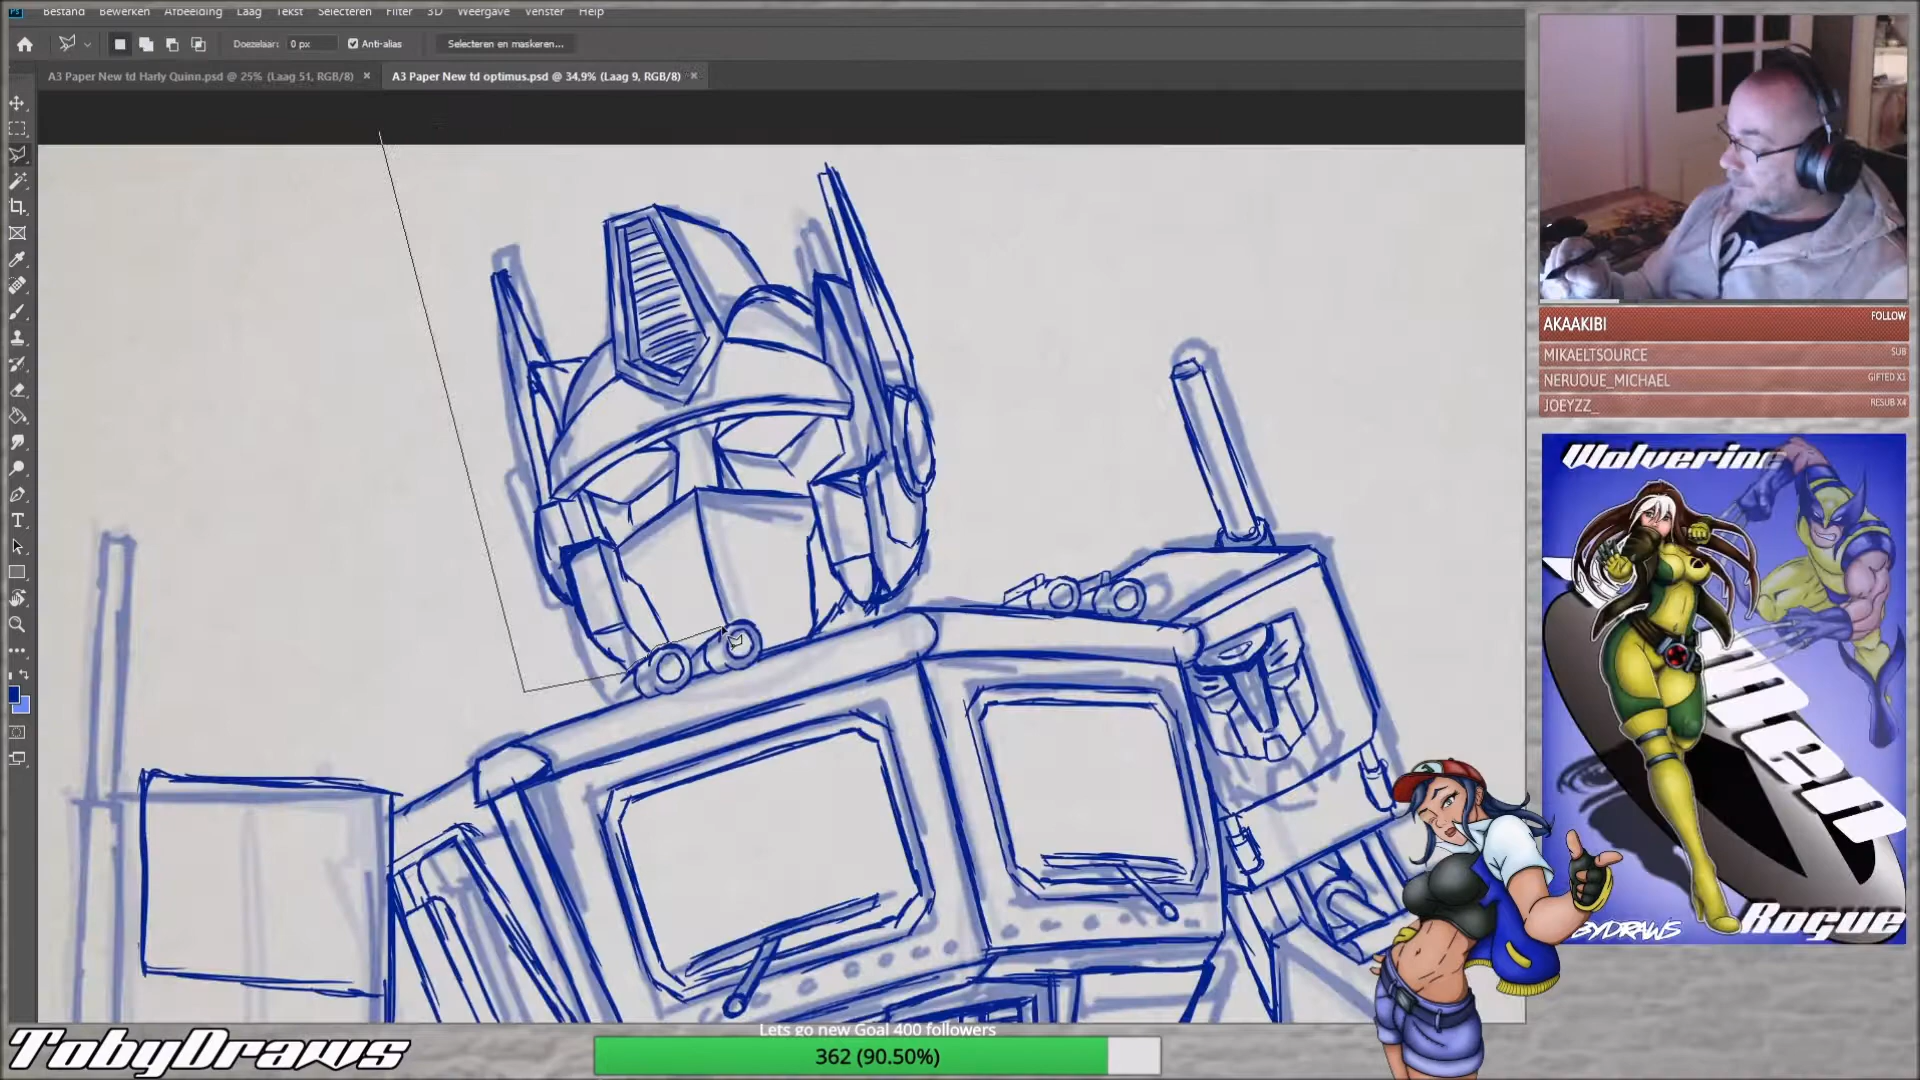 Ps Bestand Bewerken Afbeelding Laag Tekst Selecteren Filter 3D Weergave Venster Help
Doezelaar: 0 px Anti-alias Selecteren en maskeren...
A3 Paper New td Harly Quinn.psd @ 25% (Laag 51, RGB/8) × A3 Paper New td optimus.psd @ 34,9% (Laag 9, RGB/8) ×
T
AKAAKIBI FOLLOW
MIKAELTSOURCE SUB
NERUOUE_MICHAEL GIFTED X1
JOEYZZ_ RESUB X4
Wolverine
Rogue
TobyDraws
Lets go new Goal 400 followers
362 (90.50%)